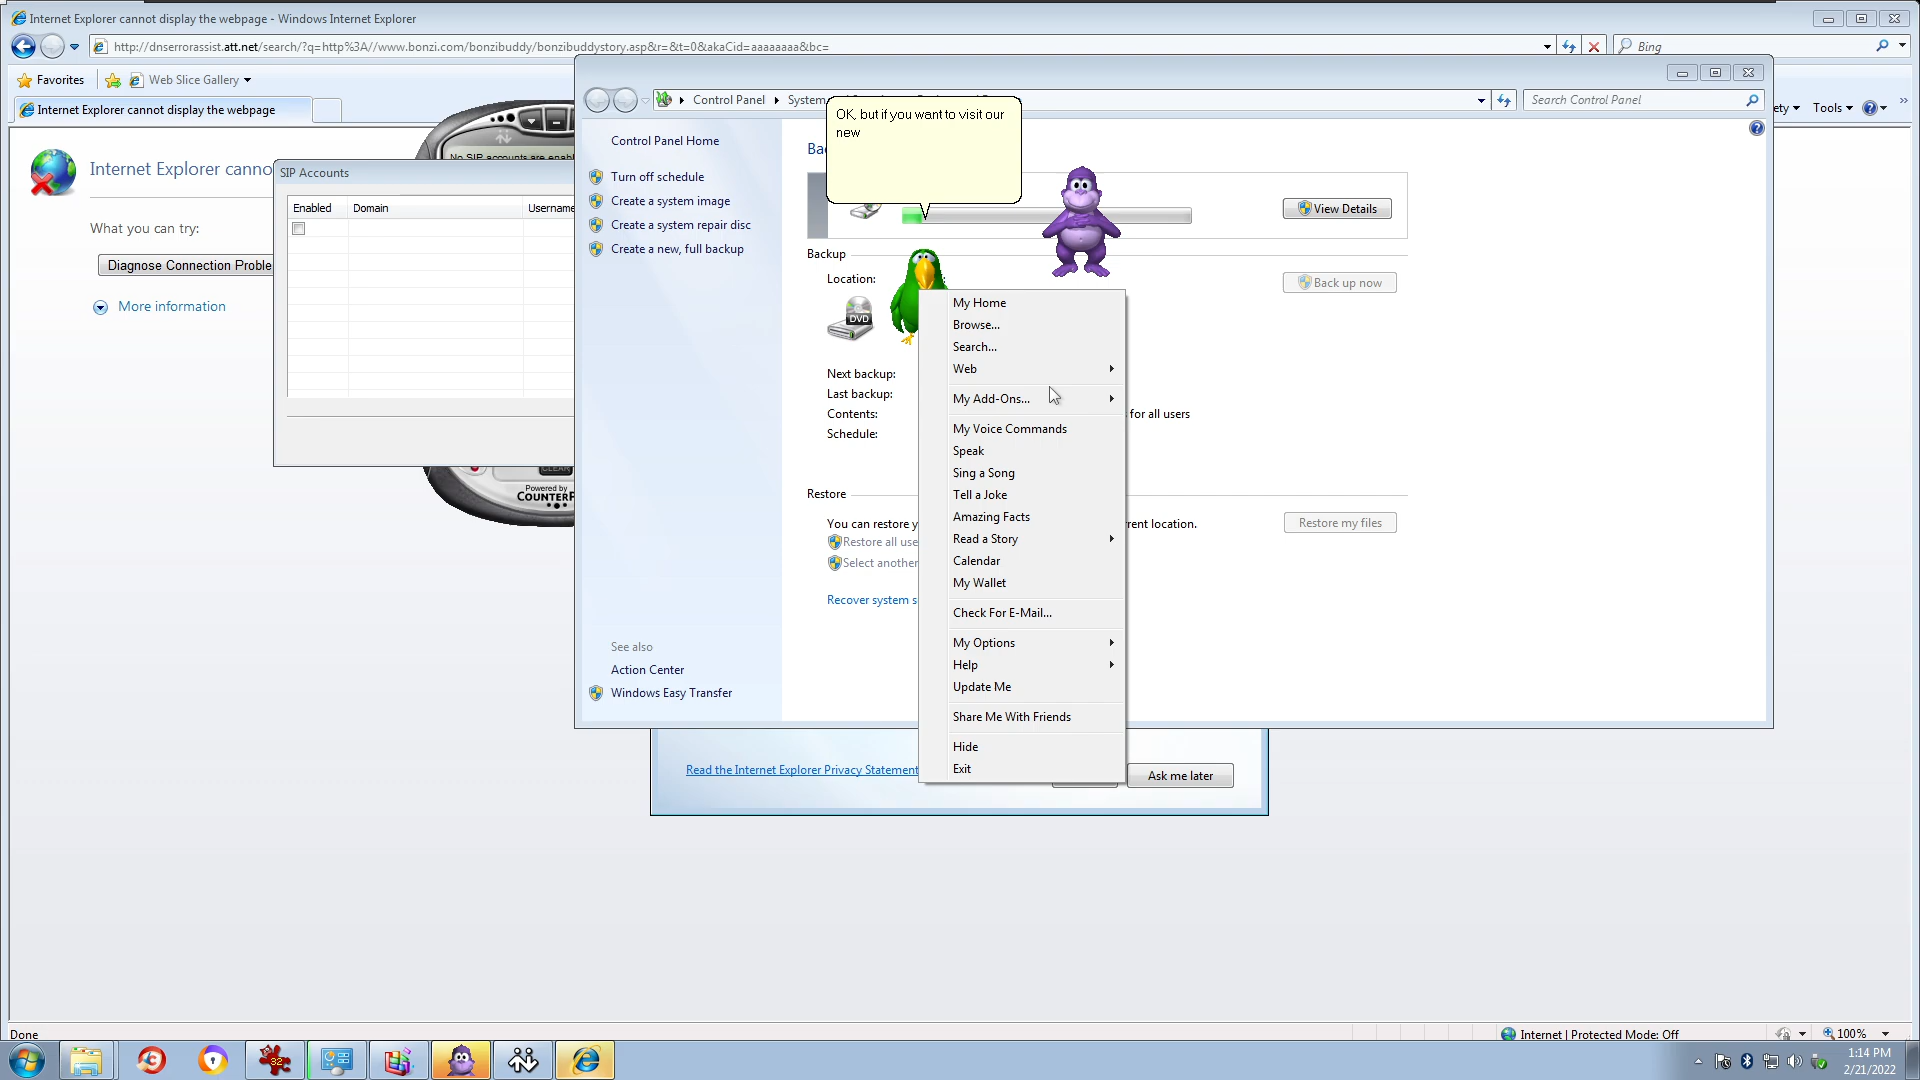 Internet Explorer cannot display the webpage - Windows Internet Explorer
http://dnserrorassist.att.net/search/?q=http%3A//www.bonzi.com/bonzibuddy/bonzibuddystory.asp&r=&t=0&akaCid=aaaaaaaa&bc=
Bing
Favorites
Web Slice Gallery
Internet Explorer cannot display the webpage
Tools
Internet Explorer
What you can try:
Diagnose Connection
More information
No SIP accounts are
SIP Accounts
Enabled
Domain
Username
Powered by
CLEAR
Control Panel
System
Search Control Panel
Control Panel Home
Turn off schedule
Create a system image
Create a system repair disc
Create a new, full backup
See also
Action Center
Windows Easy Transfer
OK, but if you want to visit our
new
View Details
Backup
Location:
DVD
Back up now
Next backup:
Last backup:
Contents:
for all users
Schedule:
Restore
You can restore
location.
Restore my files
Restore all
Select another
Recover system
My Home
Browse...
Search...
Web
My Add-Ons...
My Voice Commands
Speak
Sing a Song
Tell a Joke
Amazing Facts
Read a Story
Calendar
My Wallet
Check For E-Mail...
My Options
Help
Update Me
Share Me With Friends
Hide
Exit
Read the Internet Explorer Privacy Statement
Ask me later
Done
Internet | Protected Mode: Off
100%
32
1:14 PM
2/21/2022